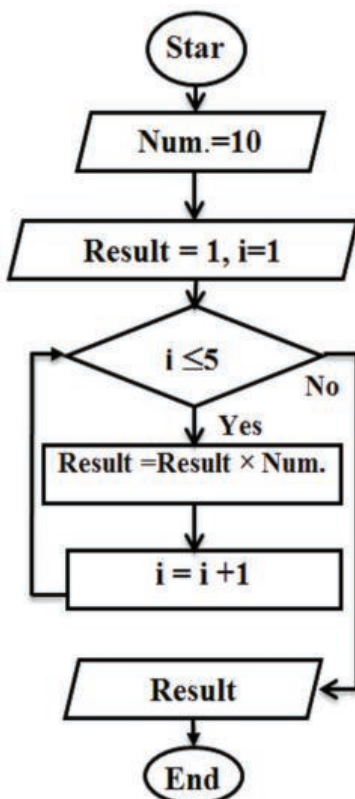 Star
Num.=10
Result = 1, i=1
i ≤5
No
Yes
Result =Result × Num.
i = i +1
Result
End